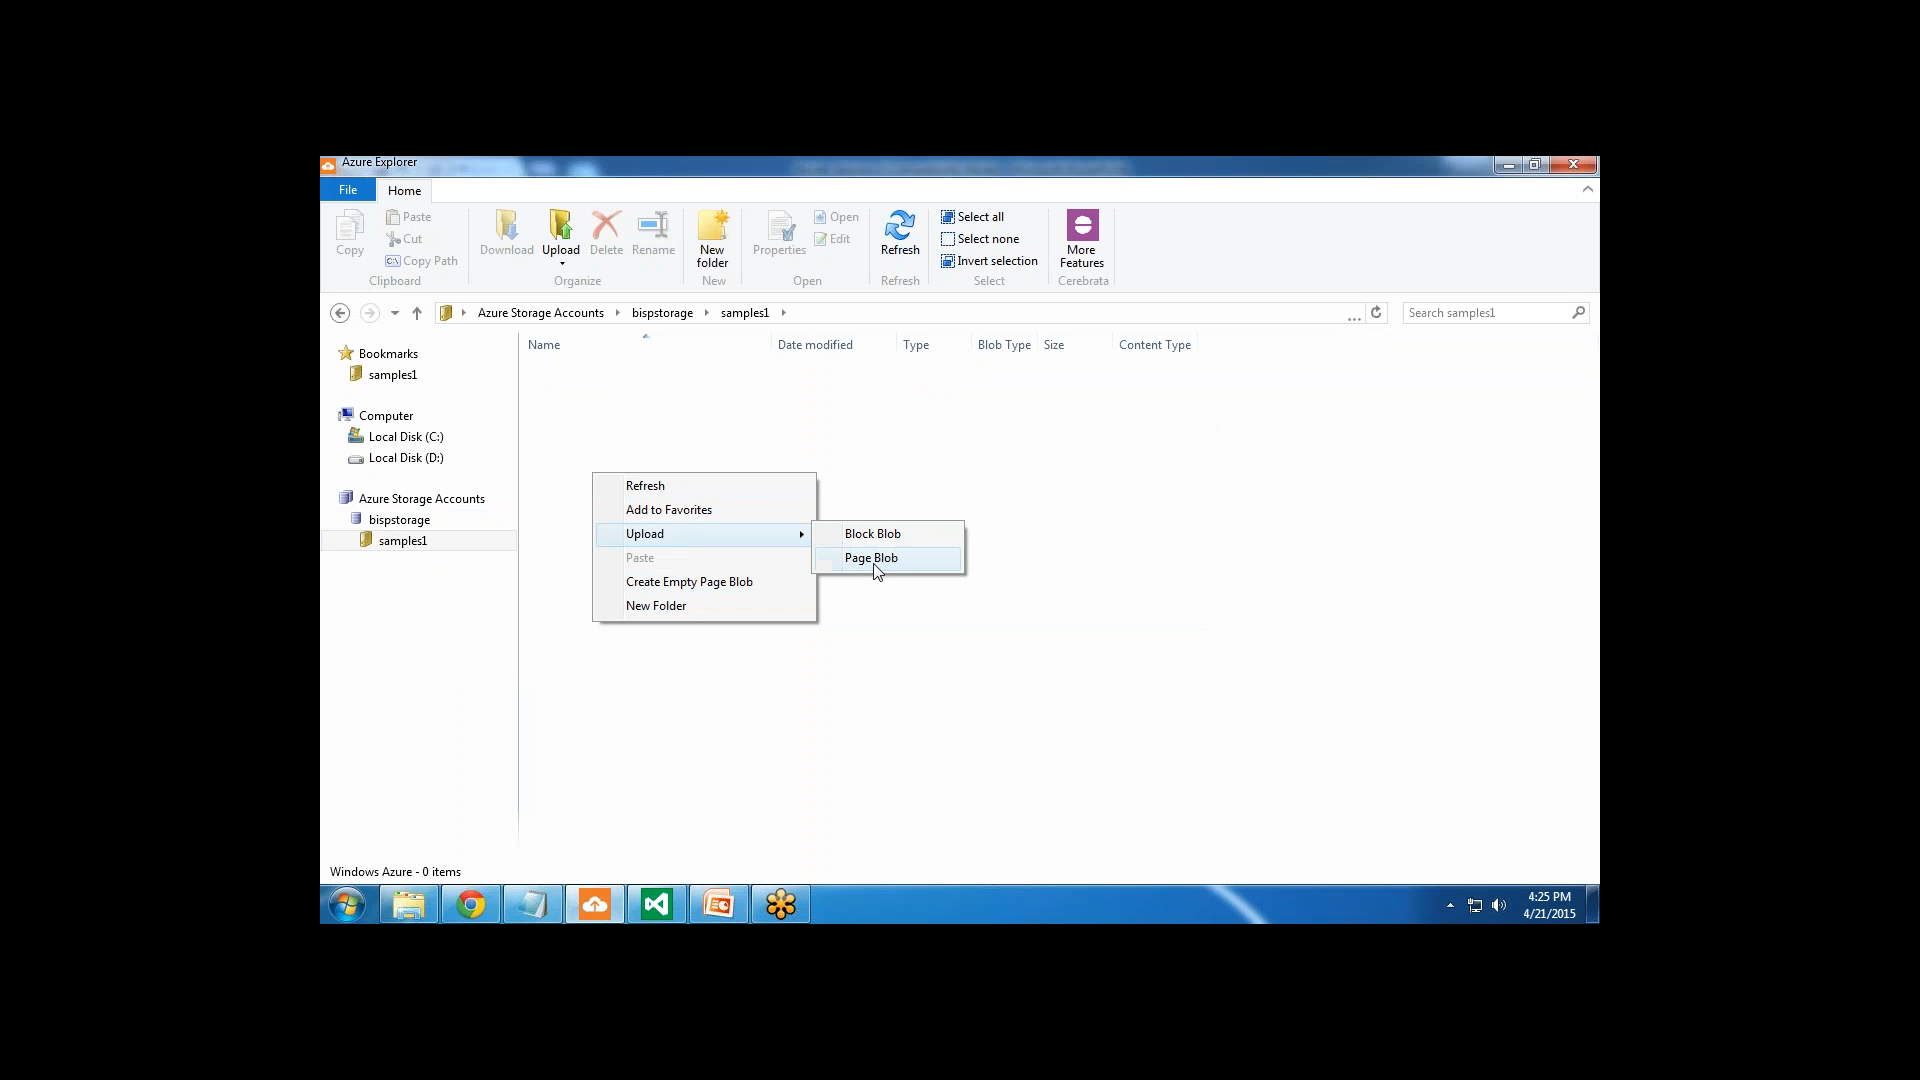 Azure Explorer
File Home
Copy
Paste
Cut
Copy Path
Clipboard
Download
Upload
Delete
Rename
Organize
New folder
New
Properties
Open
Edit
Open
Refresh
Refresh
Select all
Select none
Invert selection
Select
More Features
Cerebrata
Azure Storage Accounts bispstorage samples1
...
Search samples1
Bookmarks
samples1
Computer
Local Disk (C:)
Local Disk (D:)
Azure Storage Accounts
bispstorage
samples1
Name Date modified Type Blob Type Size Content Type
Refresh
Add to Favorites
Upload
Paste
Create Empty Page Blob
New Folder
Block Blob
Page Blob
Windows Azure - 0 items
4:25 PM
4/21/2015